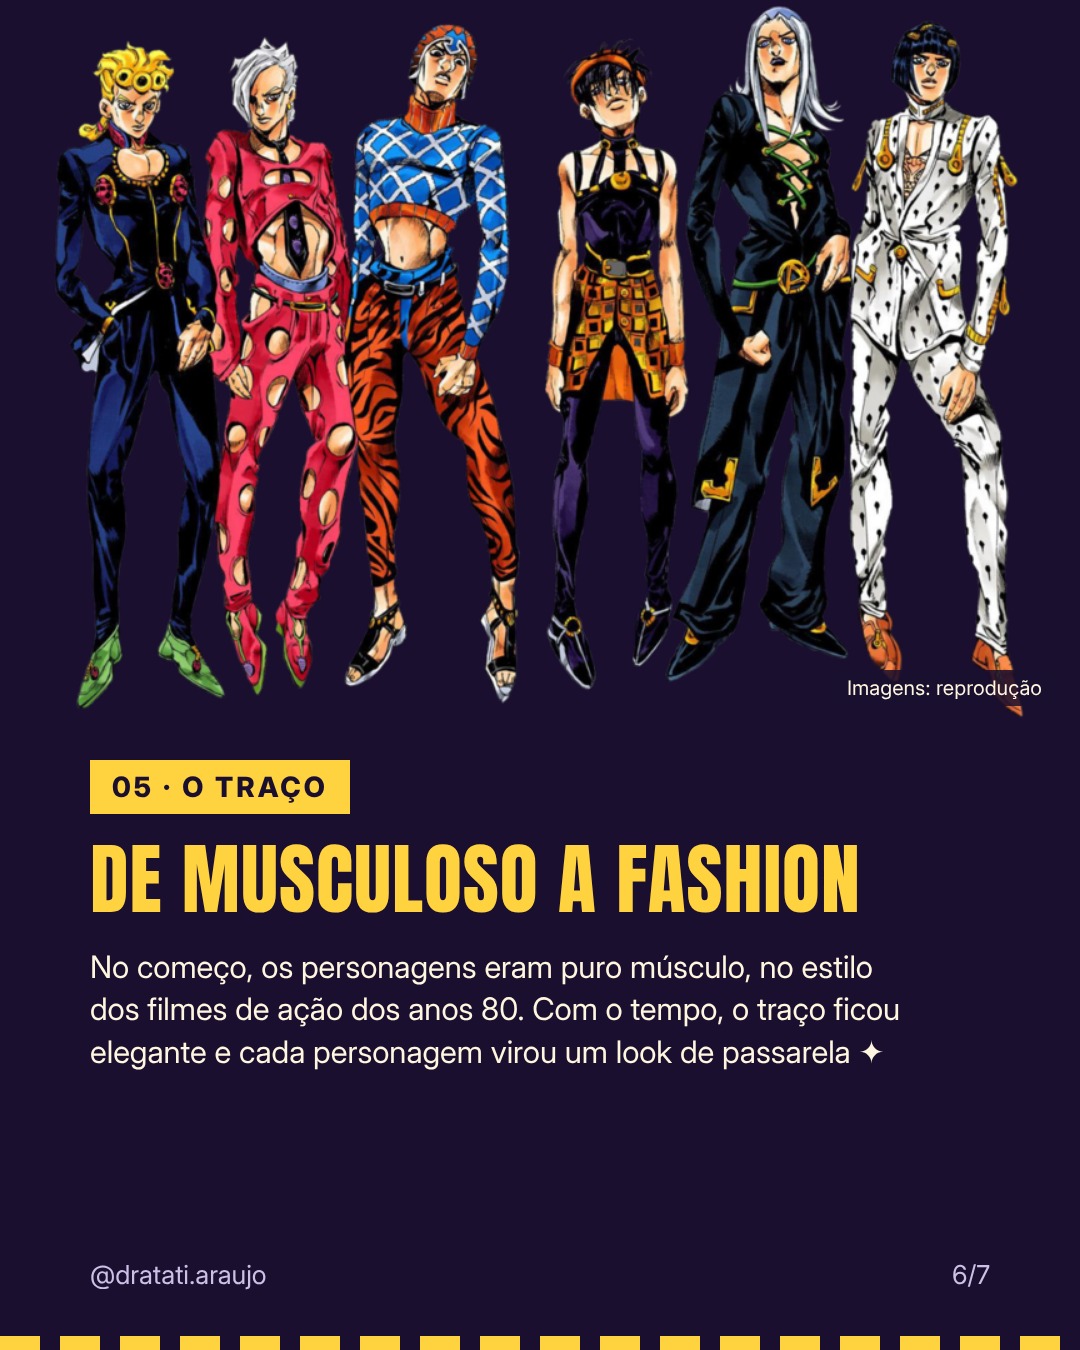 Imagens: reprodução
05 · O TRAÇO
DE MUSCULOSO A FASHION
No começo, os personagens eram puro músculo, no estilo
dos filmes de ação dos anos 80. Com o tempo, o traço ficou
elegante e cada personagem virou um look de passarela ✦
@dratati.araujo
6/7